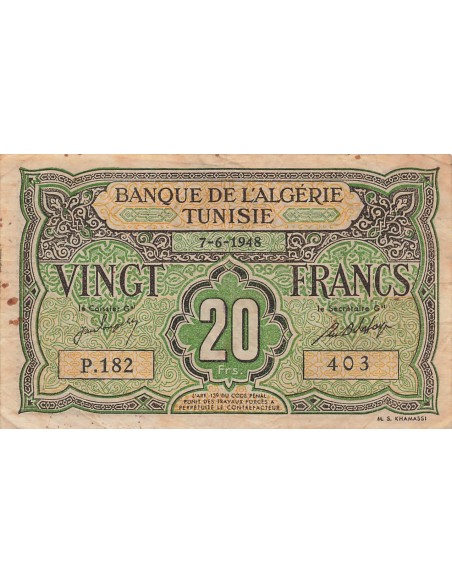 BANQUE DE L'ALGÉRIE
TUNISIE
7-6-1948
VINGT FRANCS
le Caissier Gᵃˡ
le Secrétaire Gᵃˡ
20
Frs.
P.182
403
L'ART. 139 DU CODE PÉNAL
PUNIT DES TRAVAUX FORCÉS À
PERPÉTUITÉ LE CONTREFACTEUR
M. S. KHAMASSI